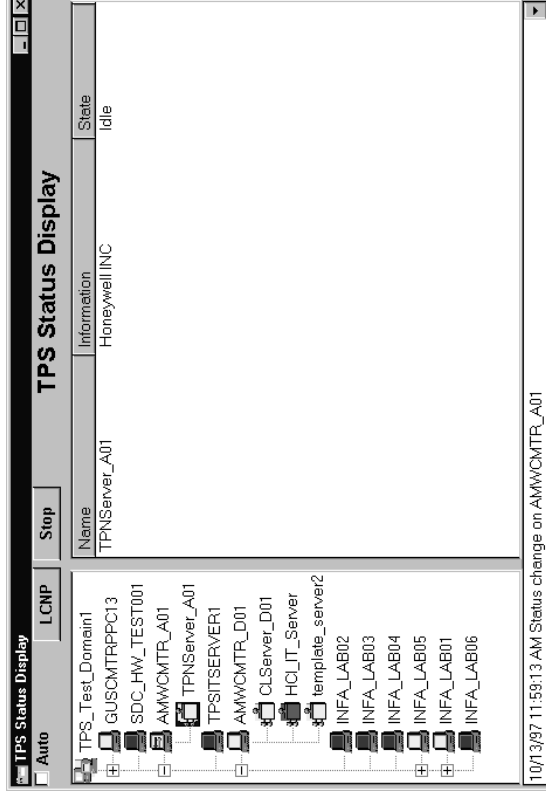 TPS Status Display
Auto
LCNP
Stop
TPS Status Display
TPS_Test_Domain1
GUSCMTRPPC13
SDC_HW_TEST001
AMWCMTR_A01
TPNServer_A01
TPSITSERVER1
AMWCMTR_D01
CLServer_D01
HCI_IT_Server
template_server2
INFA_LAB02
INFA_LAB03
INFA_LAB04
INFA_LAB05
INFA_LAB01
INFA_LAB06
Name Information State
TPNServer_A01 Honeywell INC Idle
10/13/97 11:59:13 AM Status change on AMWCMTR_A01